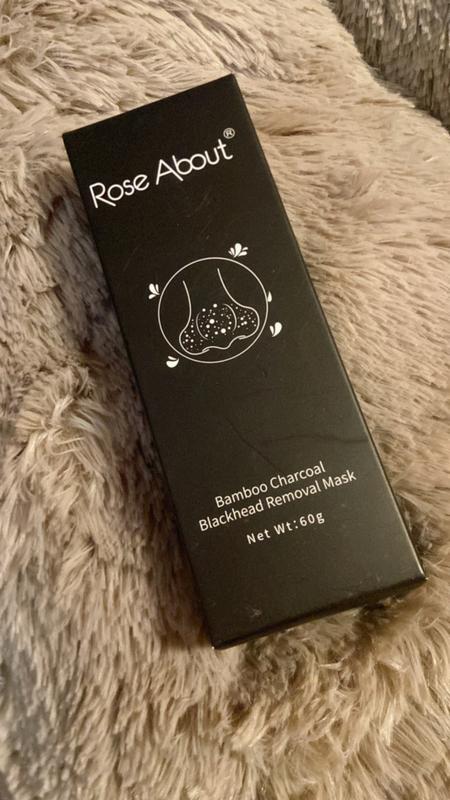 Rose About®
Bamboo Charcoal
Blackhead Removal Mask
Net Wt:60g